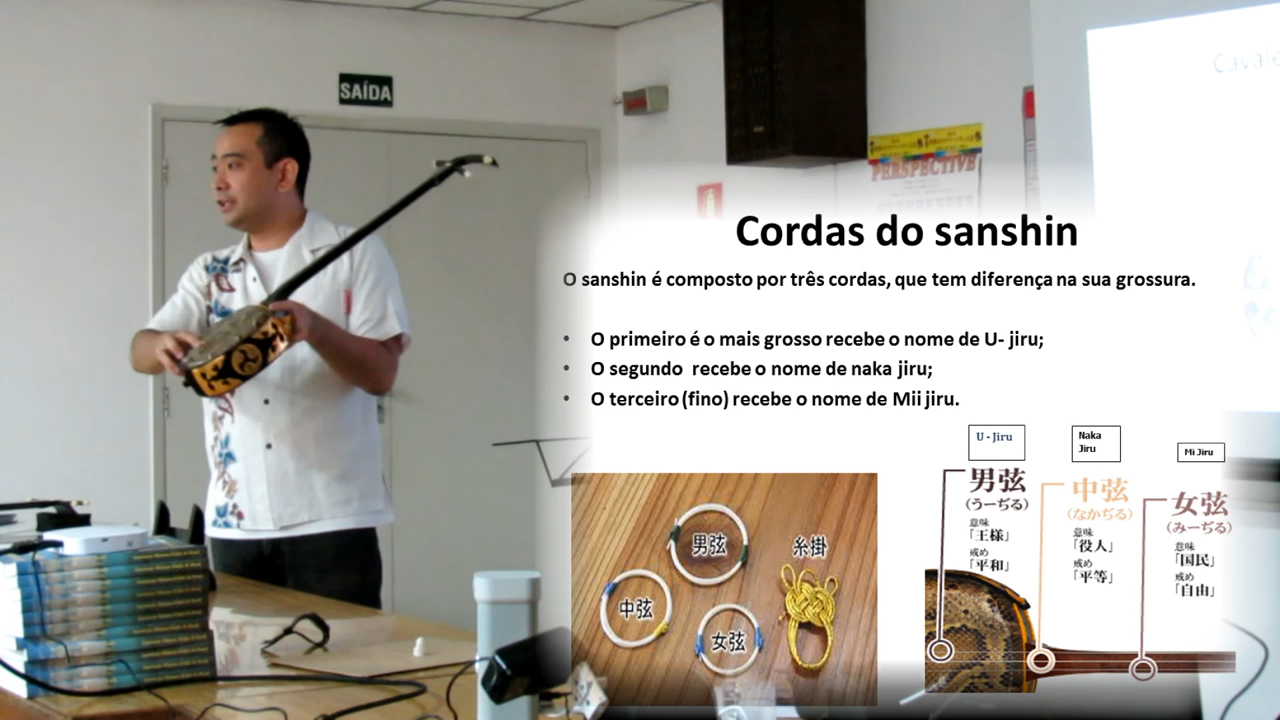 SAÍDA
PERSPECTIVE
Cordas do sanshin
O sanshin é composto por três cordas, que tem diferença na sua grossura.
• O primeiro é o mais grosso recebe o nome de U- jiru;
• O segundo recebe o nome de naka jiru;
• O terceiro (fino) recebe o nome de Mii jiru.
U - Jiru
Naka
Jiru
Mi Jiru
男弦
(うーぢる)
意味
「王様」
戒め
「平和」
中弦
(なかぢる)
意味
「役人」
戒め
「平等」
女弦
(みーぢる)
意味
「国民」
戒め
「自由」
男弦
糸掛
中弦
女弦